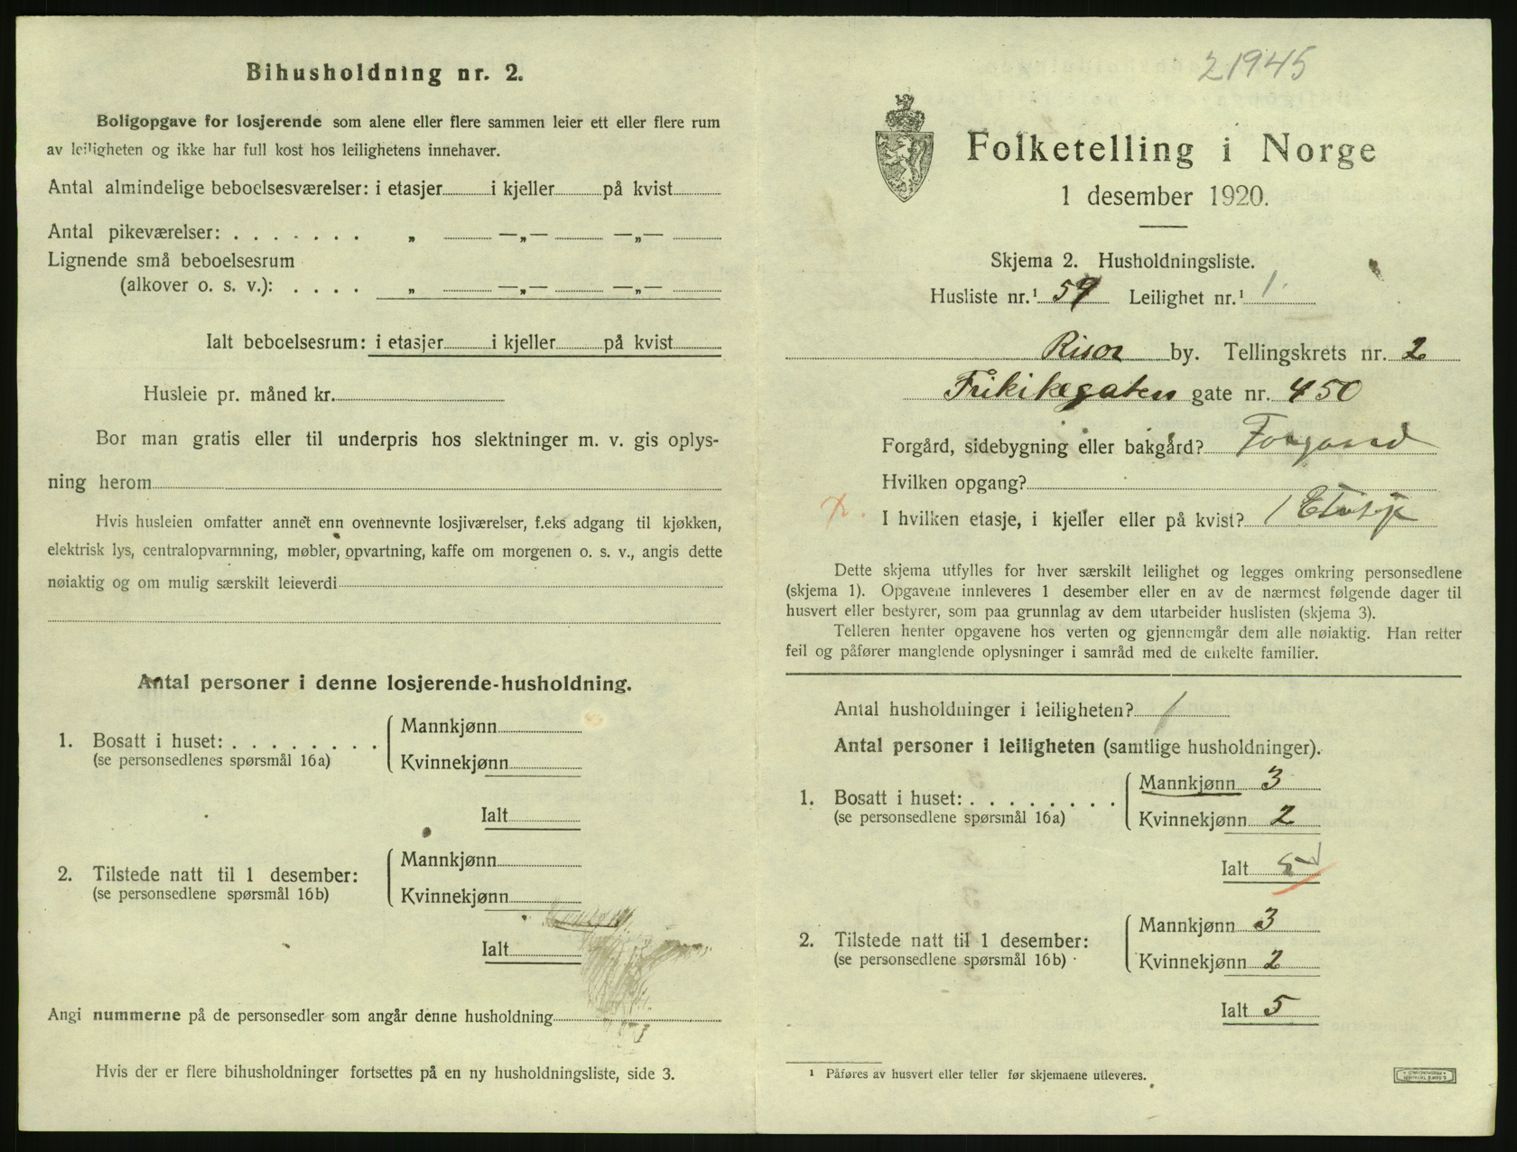 Bihusholdning nr. 2.
Boligopgave for losjerende som alene eller flere sammen leier ett eller flere rum
av leiligheten og ikke har full kost hos leilighetens innehaver.
Antal almindelige beboelsesværelser: i etasjer i kjeller på kvist
Antal pikeværelser: . . . . . . . „ —„— —„—
Lignende små beboelsesrum
(alkover o. s. v.): . . . . „ —„— —„—
Ialt beboelsesrum: i etasjer i kjeller på kvist
Husleie pr. måned kr.
Bor man gratis eller til underpris hos slektninger m. v. gis oplys-
ning herom
Hvis husleien omfatter annet enn ovennevnte losjiværelser, f.eks adgang til kjøkken,
elektrisk lys, centralopvarmning, møbler, opvartning, kaffe om morgenen o. s. v., angis dette
nøiaktig og om mulig særskilt leieverdi
Antal personer i denne losjerende-husholdning.
1. Bosatt i huset: . . . . . . . .
(se personsedlenes spørsmål 16a)
Mannkjønn
Kvinnekjønn
Ialt
2. Tilstede natt til 1 desember:
(se personsedlene spørsmål 16b)
Mannkjønn
Kvinnekjønn
Ialt
Angi nummerne på de personsedler som angår denne husholdning
Hvis der er flere bihusholdninger fortsettes på en ny husholdningsliste, side 3.
21945
Folketelling i Norge
1 desember 1920.
Skjema 2. Husholdningsliste.
Husliste nr.¹ 59 Leilighet nr.¹ 1
Risør by. Tellingskrets nr. 2
gate nr. 450
Forgård, sidebygning eller bakgård? Forgaard
Hvilken opgang?
I hvilken etasje, i kjeller eller på kvist? 1 Etasje
Dette skjema utfylles for hver særskilt leilighet og legges omkring personsedlene
(skjema 1). Opgavene innleveres 1 desember eller en av de nærmest følgende dager til
husvert eller bestyrer, som paa grunnlag av dem utarbeider huslisten (skjema 3).
Telleren henter opgavene hos verten og gjennemgår dem alle nøiaktig. Han retter
feil og påfører manglende oplysninger i samråd med de enkelte familier.
Antal husholdninger i leiligheten? 1
Antal personer i leiligheten (samtlige husholdninger).
1. Bosatt i huset: . . . . . . . .
(se personsedlene spørsmål 16a)
Mannkjønn 3
Kvinnekjønn 2
Ialt 5
2. Tilstede natt til 1 desember:
(se personsedlene spørsmål 16b)
Mannkjønn 3
Kvinnekjønn 2
Ialt 5
¹ Påføres av husvert eller teller før skjemaene utleveres.